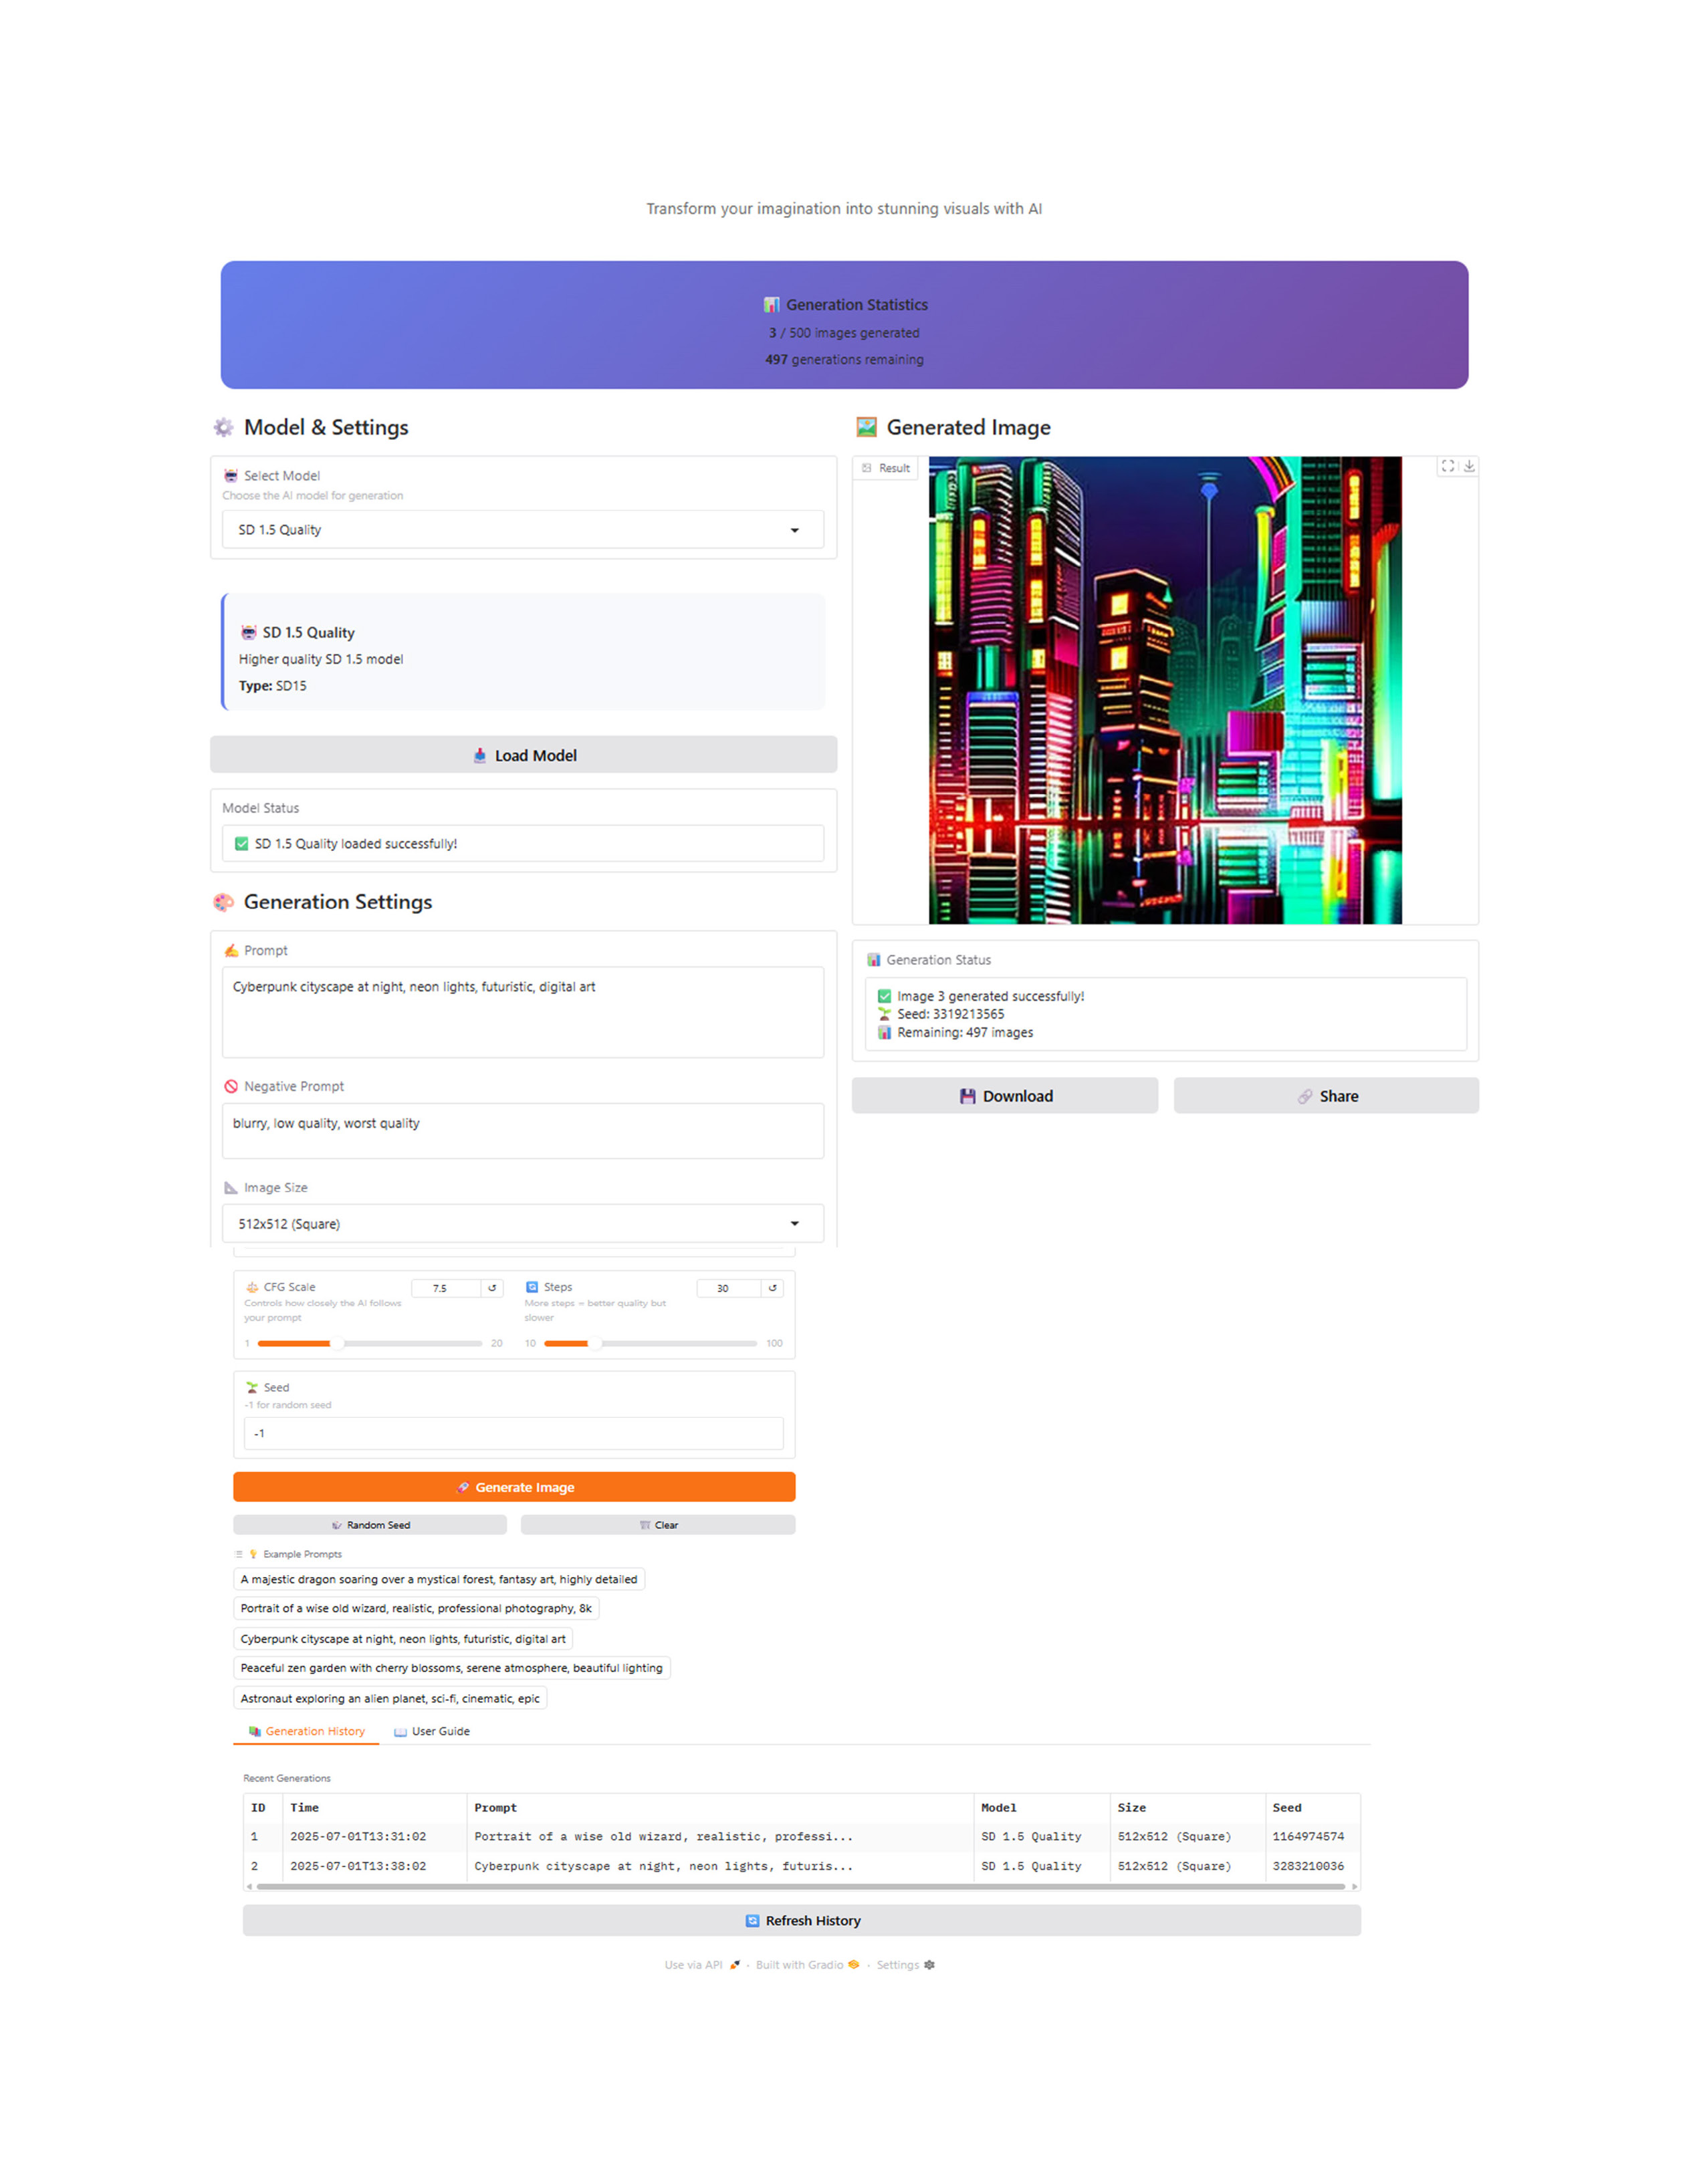 Transform your imagination into stunning visuals with AI
📊 Generation Statistics
3 / 500 images generated
497 generations remaining
⚙️ Model & Settings
🤖 Select Model
Choose the AI model for generation
SD 1.5 Quality
🤖 SD 1.5 Quality
Higher quality SD 1.5 model
Type: SD15
📥 Load Model
Model Status
✅ SD 1.5 Quality loaded successfully!
🎨 Generation Settings
✍️ Prompt
Cyberpunk cityscape at night, neon lights, futuristic, digital art
🚫 Negative Prompt
blurry, low quality, worst quality
📐 Image Size
512x512 (Square)
🖼️ Generated Image
Result
📊 Generation Status
✅ Image 3 generated successfully!
🌱 Seed: 3319213565
📊 Remaining: 497 images
💾 Download
🔗 Share
⚖️ CFG Scale
7.5
Controls how closely the AI follows
your prompt
1
20
🔄 Steps
30
More steps = better quality but
slower
10
100
🌱 Seed
-1 for random seed
-1
🚀 Generate Image
🎲 Random Seed
🗑️ Clear
💡 Example Prompts
A majestic dragon soaring over a mystical forest, fantasy art, highly detailed
Portrait of a wise old wizard, realistic, professional photography, 8k
Cyberpunk cityscape at night, neon lights, futuristic, digital art
Peaceful zen garden with cherry blossoms, serene atmosphere, beautiful lighting
Astronaut exploring an alien planet, sci-fi, cinematic, epic
📚 Generation History
📖 User Guide
Recent Generations
ID Time Prompt Model Size Seed
1 2025-07-01T13:31:02 Portrait of a wise old wizard, realistic, professi... SD 1.5 Quality 512x512 (Square) 1164974574
2 2025-07-01T13:38:02 Cyberpunk cityscape at night, neon lights, futuris... SD 1.5 Quality 512x512 (Square) 3283210036
🔄 Refresh History
Use via API 🚀 · Built with Gradio · Settings ⚙️